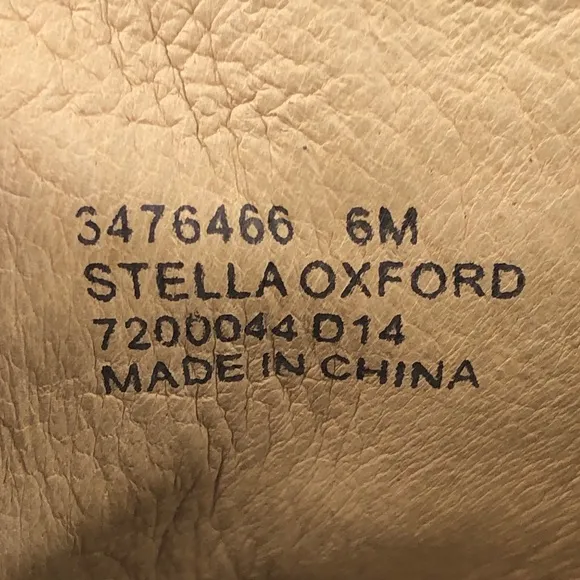 3476466 6M
STELLA OXFORD
7200044 D14
MADE IN CHINA